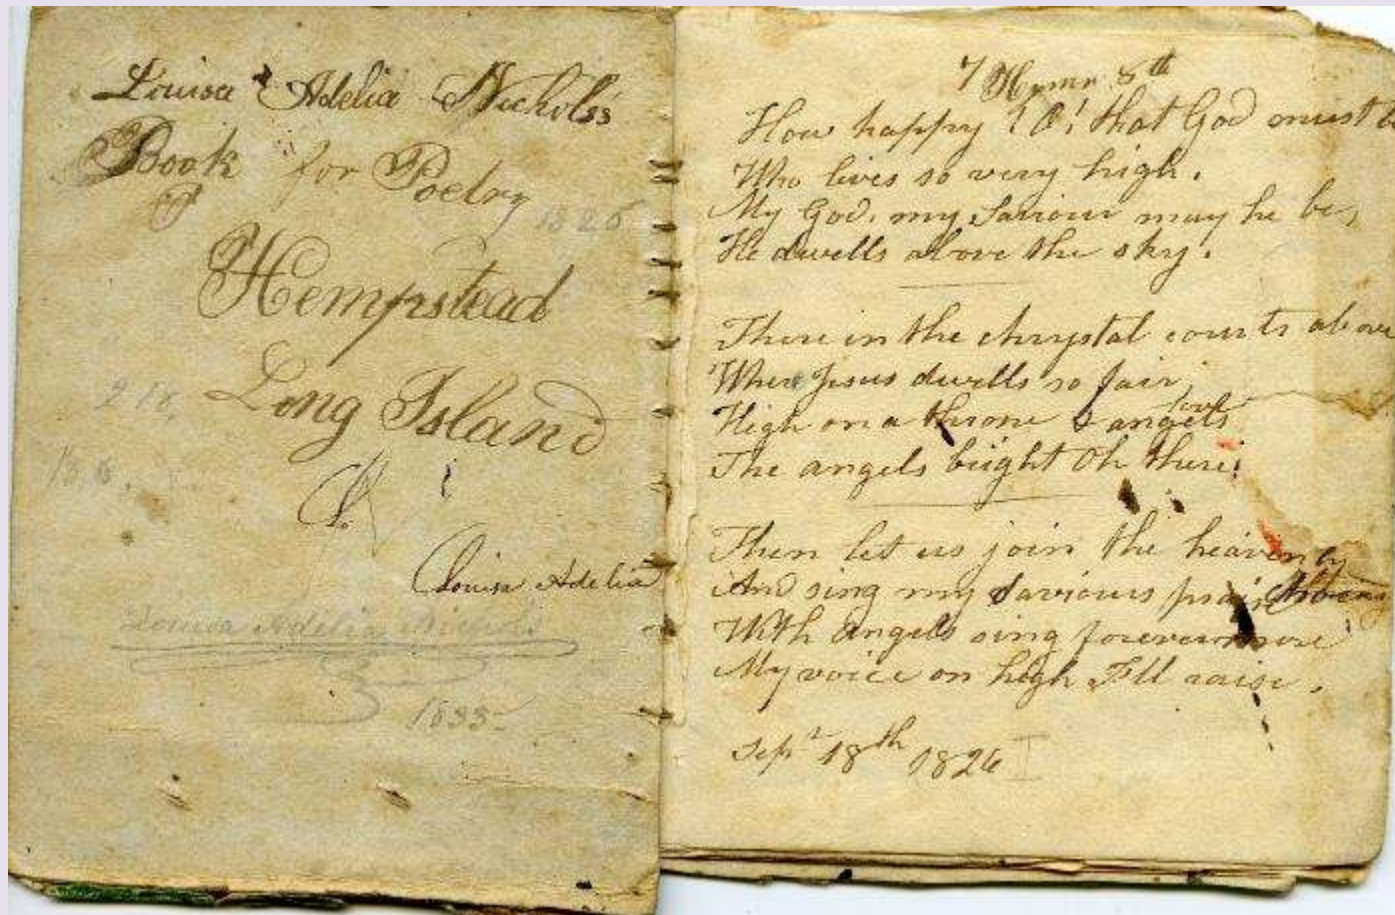 Louisa Adelia Nichols's
Book for Poetry
1826
Hempstead
Long Island
Louisa Adelia
Louisa Adelia Nichols
1835
7 Hymn 8th
How happy ! O! that God must be
Who lives so very high.
My God, my Saviour may he be,
He dwells above the sky.
There in the chrystal courts above
Where Jesus dwells so fair,
High on a throne &
The angels bright Oh there!
Then let us join the heavenly
And sing my Saviours praise
With angels sing forevermore
My voice on high I'll raise.
Sept 18th 1826